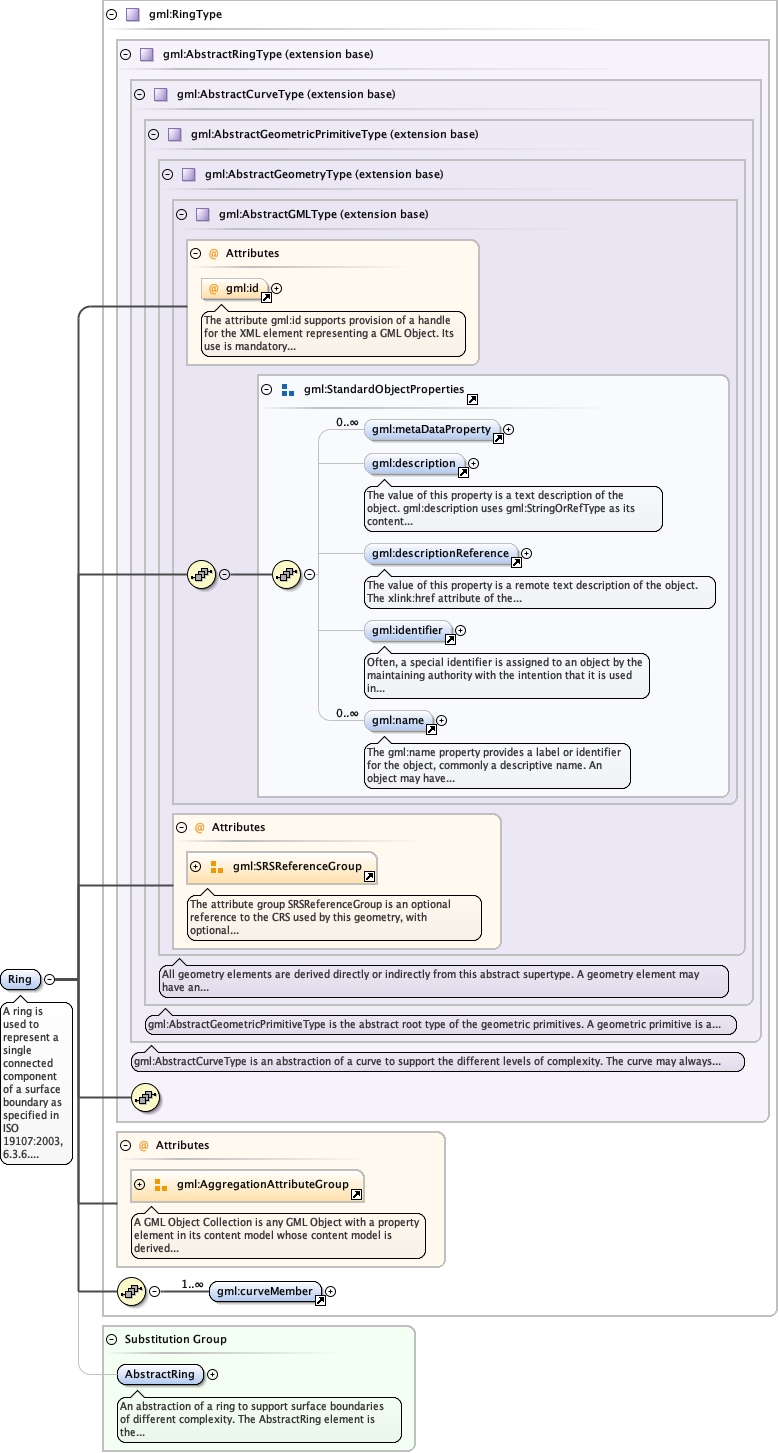 gml:RingType
gml:AbstractRingType (extension base)
gml:AbstractCurveType (extension base)
gml:AbstractGeometricPrimitiveType (extension base)
gml:AbstractGeometryType (extension base)
gml:AbstractGMLType (extension base)
@ Attributes
@ gml:id
The attribute gml:id supports provision of a handle
for the XML element representing a GML Object. Its
use is mandatory...
gml:StandardObjectProperties
0..∞
gml:metaDataProperty
gml:description
The value of this property is a text description of the
object. gml:description uses gml:StringOrRefType as its
content...
gml:descriptionReference
The value of this property is a remote text description of the object.
The xlink:href attribute of the...
gml:identifier
Often, a special identifier is assigned to an object by the
maintaining authority with the intention that it is used
in...
0..∞
gml:name
The gml:name property provides a label or identifier
for the object, commonly a descriptive name. An
object may have...
@ Attributes
gml:SRSReferenceGroup
The attribute group SRSReferenceGroup is an optional
reference to the CRS used by this geometry, with
optional...
All geometry elements are derived directly or indirectly from this abstract supertype. A geometry element may
have an...
gml:AbstractGeometricPrimitiveType is the abstract root type of the geometric primitives. A geometric primitive is a...
gml:AbstractCurveType is an abstraction of a curve to support the different levels of complexity. The curve may always...
Ring
A ring is
used to
represent a
single
connected
component
of a surface
boundary as
specified in
ISO
19107:2003,
6.3.6....
@ Attributes
gml:AggregationAttributeGroup
A GML Object Collection is any GML Object with a property
element in its content model whose content model is
derived...
1..∞
gml:curveMember
Substitution Group
AbstractRing
An abstraction of a ring to support surface boundaries
of different complexity. The AbstractRing element is
the...